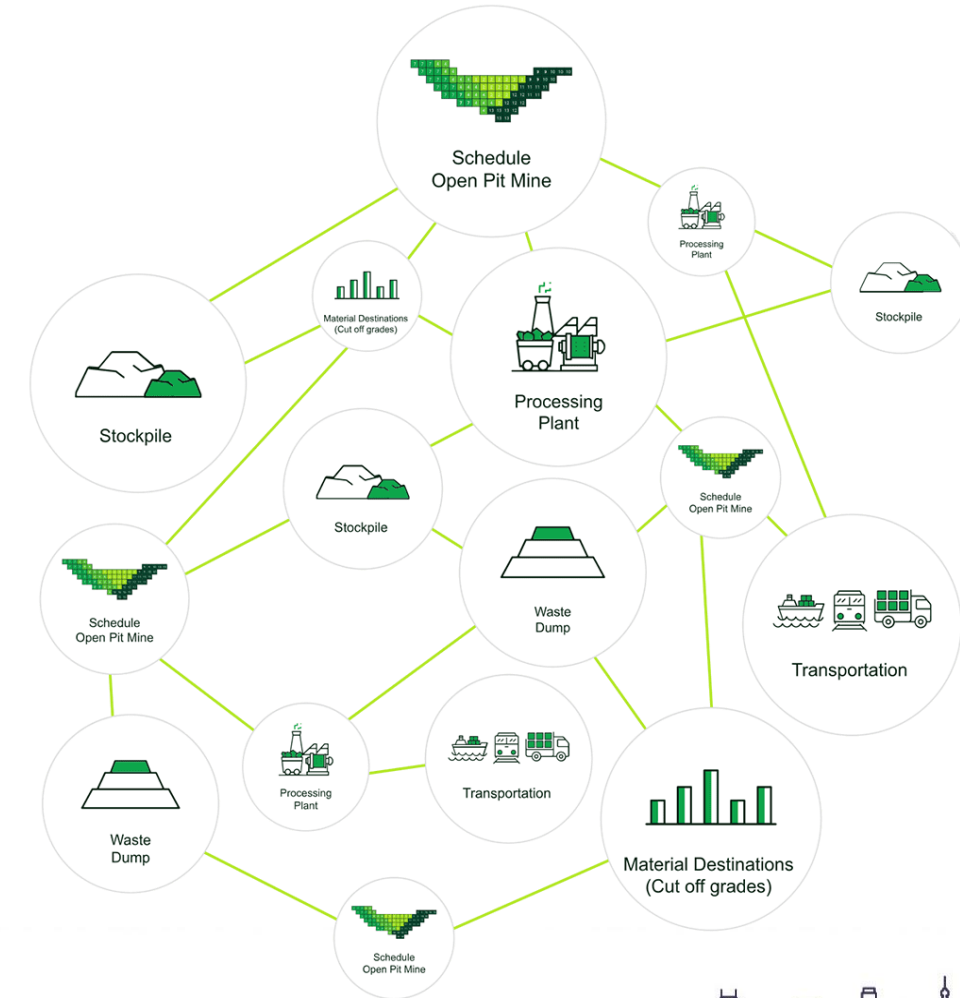 Schedule
Open Pit Mine
Processing
Plant
Stockpile
Material Destinations
(Cut off grades)
Processing
Plant
Stockpile
Schedule
Open Pit Mine
Stockpile
Waste
Dump
Schedule
Open Pit Mine
Transportation
Processing
Plant
Transportation
Waste
Dump
Material Destinations
(Cut off grades)
Schedule
Open Pit Mine